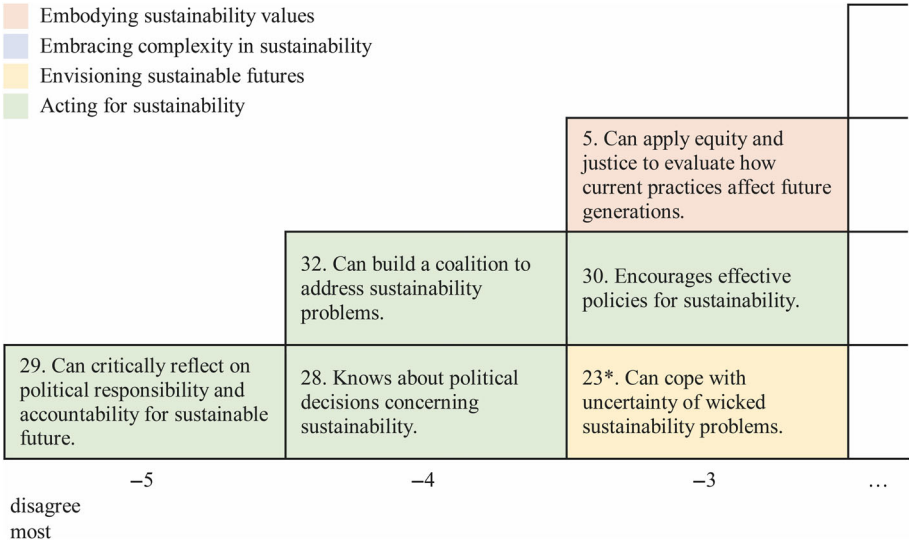 Embodying sustainability values
Embracing complexity in sustainability
Envisioning sustainable futures
Acting for sustainability
5. Can apply equity and
justice to evaluate how
current practices affect future
generations.
32. Can build a coalition to
address sustainability
problems.
30. Encourages effective
policies for sustainability.
29. Can critically reflect on
political responsibility and
accountability for sustainable
future.
28. Knows about political
decisions concerning
sustainability.
23*. Can cope with
uncertainty of wicked
sustainability problems.
−5
−4
−3
…
disagree
most